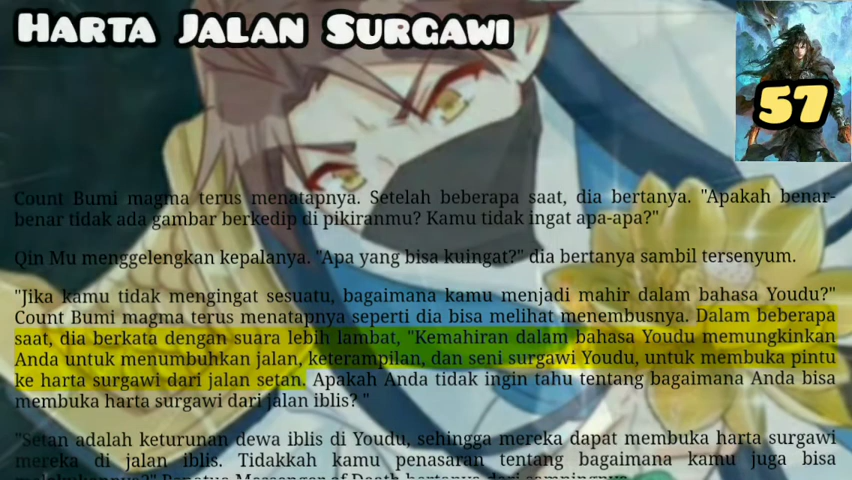 HARTA JALAN SURGAWI
57
Count Bumi magma terus menatapnya. Setelah beberapa saat, dia bertanya. "Apakah benar-
benar tidak ada gambar berkedip di pikiranmu? Kamu tidak ingat apa-apa?"
Qin Mu menggelengkan kepalanya. "Apa yang bisa kuingat?" dia bertanya sambil tersenyum.
"Jika kamu tidak mengingat sesuatu, bagaimana kamu menjadi mahir dalam bahasa Youdu?"
Count Bumi magma terus menatapnya seperti dia bisa melihat menembusnya. Dalam beberapa
saat, dia berkata dengan suara lebih lambat, "Kemahiran dalam bahasa Youdu memungkinkan
Anda untuk menumbuhkan jalan, keterampilan, dan seni surgawi Youdu, untuk membuka pintu
ke harta surgawi dari jalan setan. Apakah Anda tidak ingin tahu tentang bagaimana Anda bisa
membuka harta surgawi dari jalan iblis? "
"Setan adalah keturunan dewa iblis di Youdu, sehingga mereka dapat membuka harta surgawi
mereka di jalan iblis. Tidakkah kamu penasaran tentang bagaimana kamu juga bisa